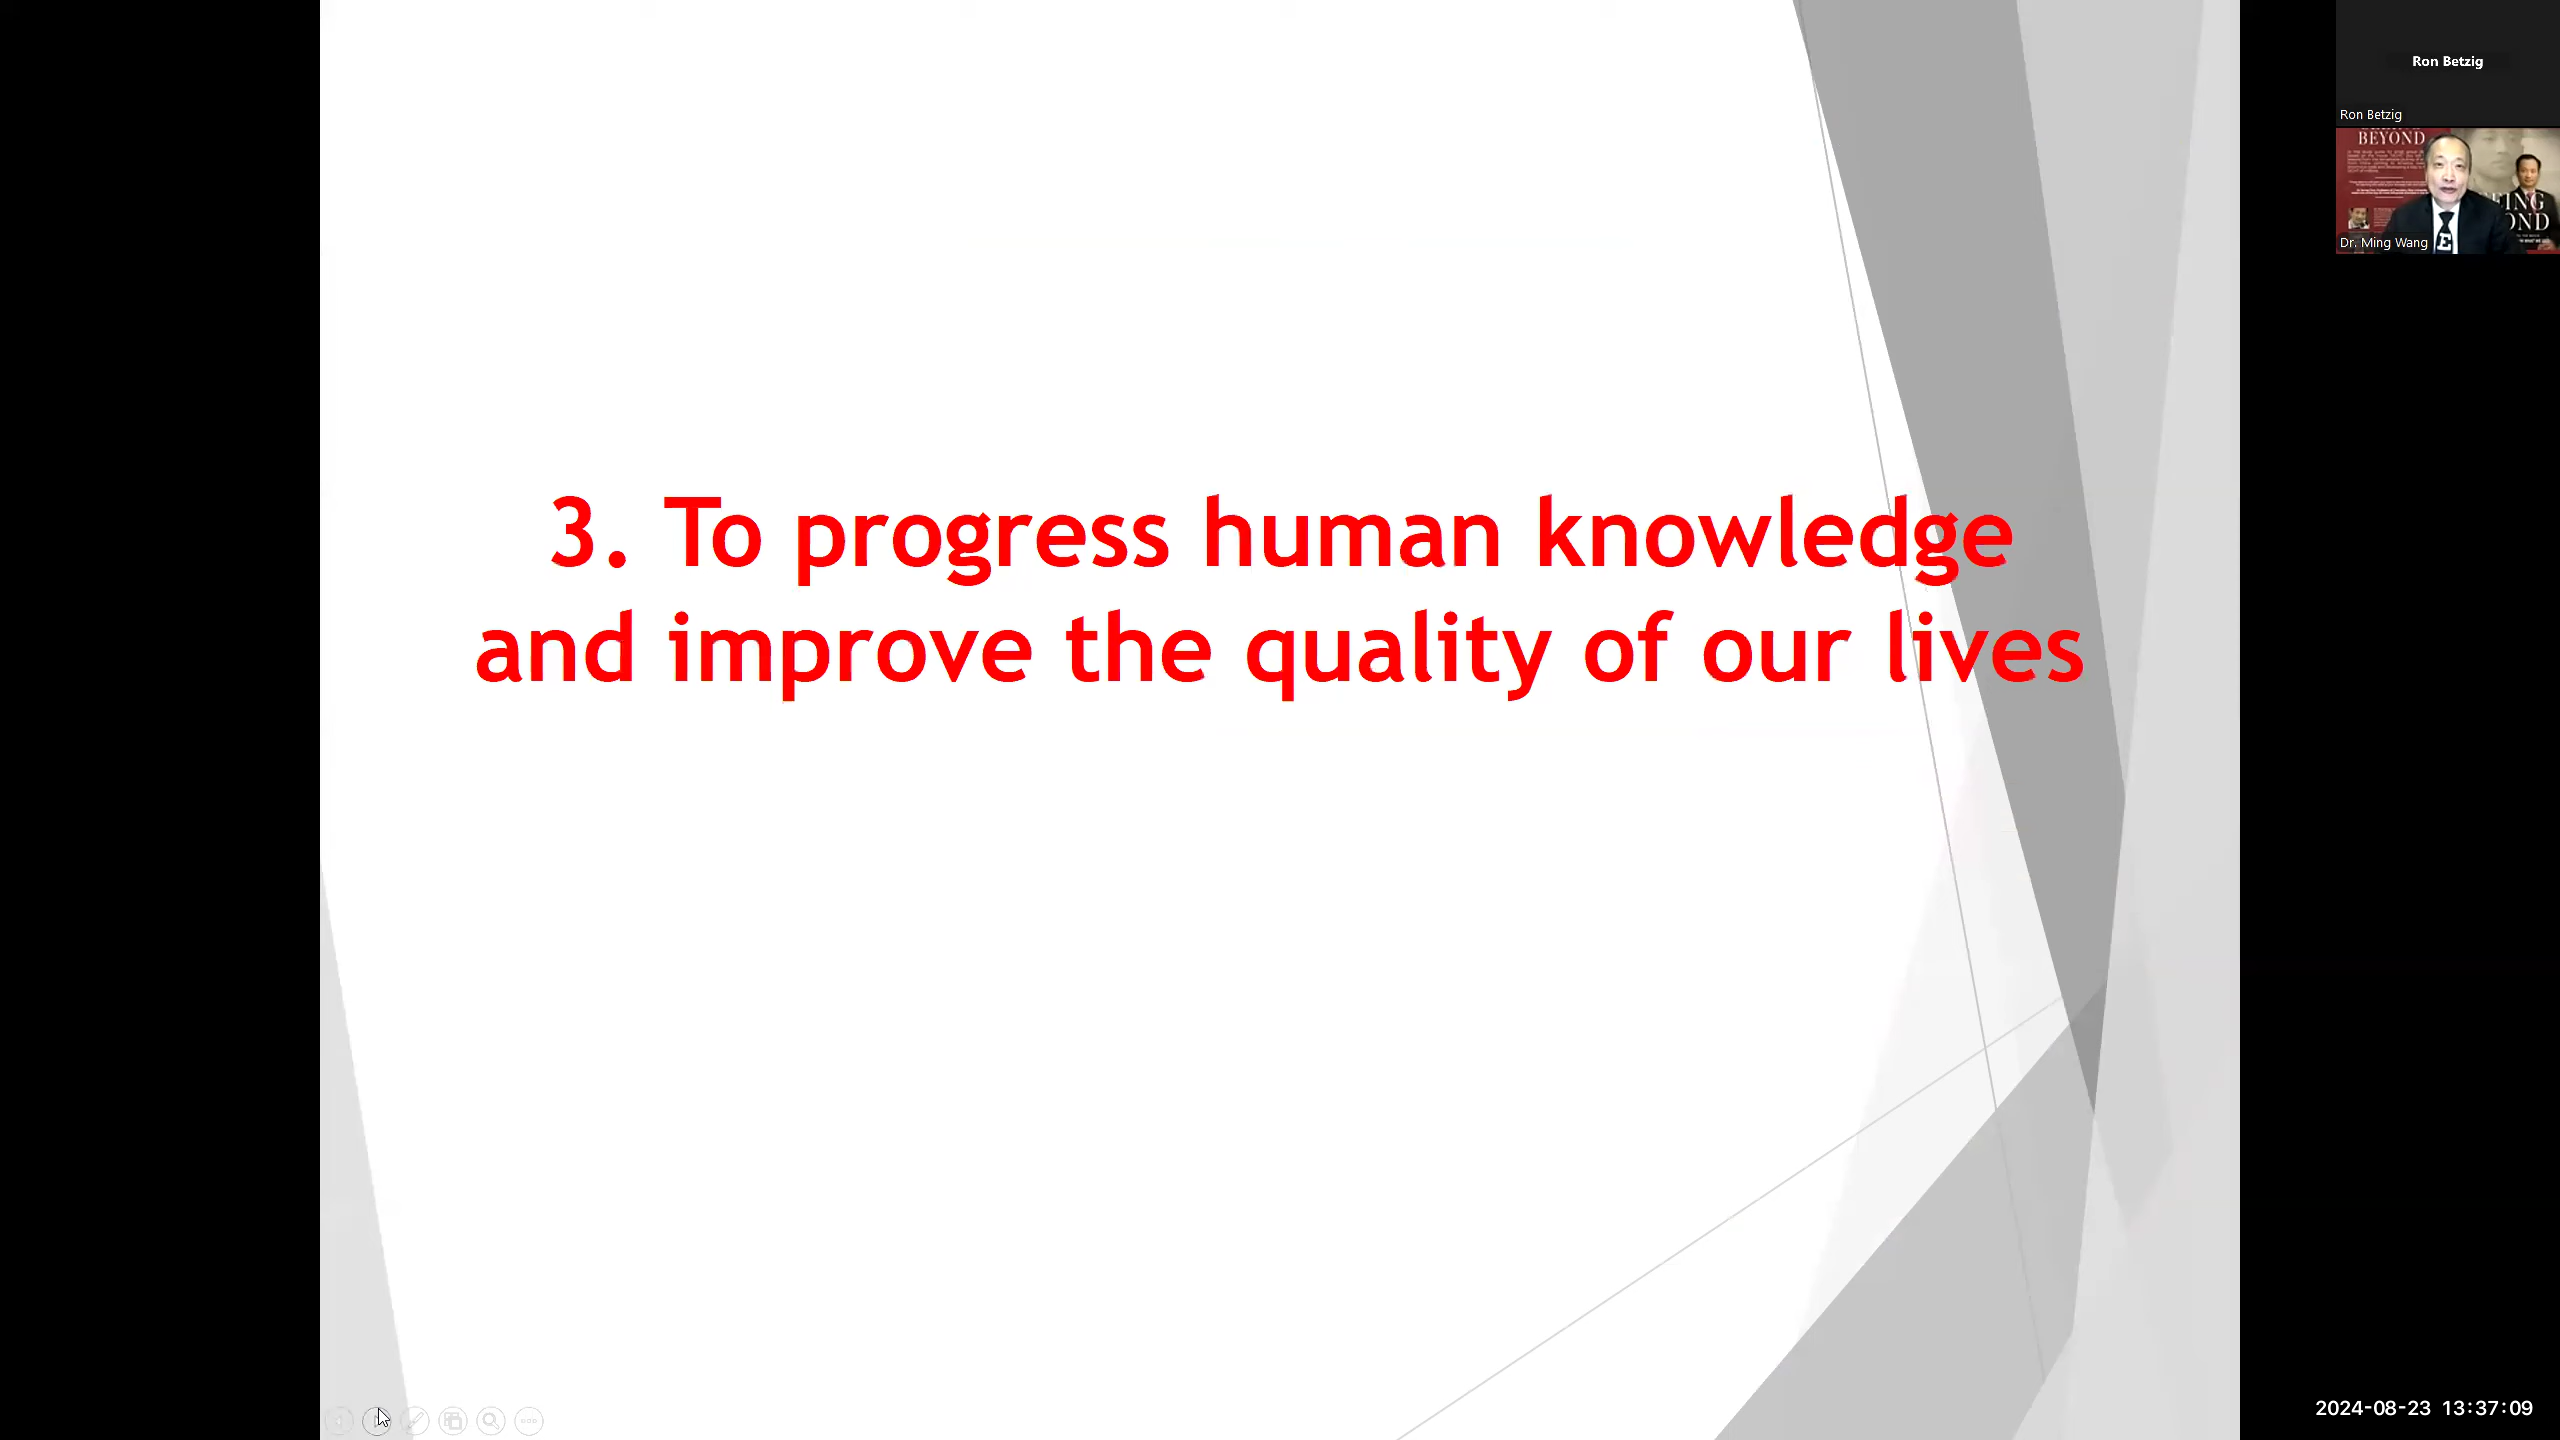 3. To progress human knowledge
and improve the quality of our lives
Ron Betzig
Ron Betzig
BEYOND
Dr. Ming Wang
E
2024-08-23 13:37:09